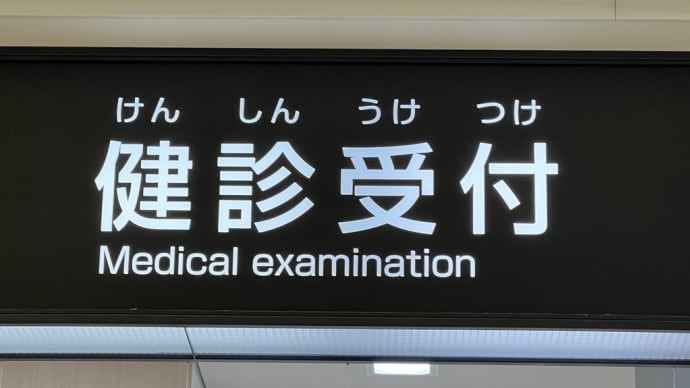 けん しん うけ つけ
健診受付
Medical examination